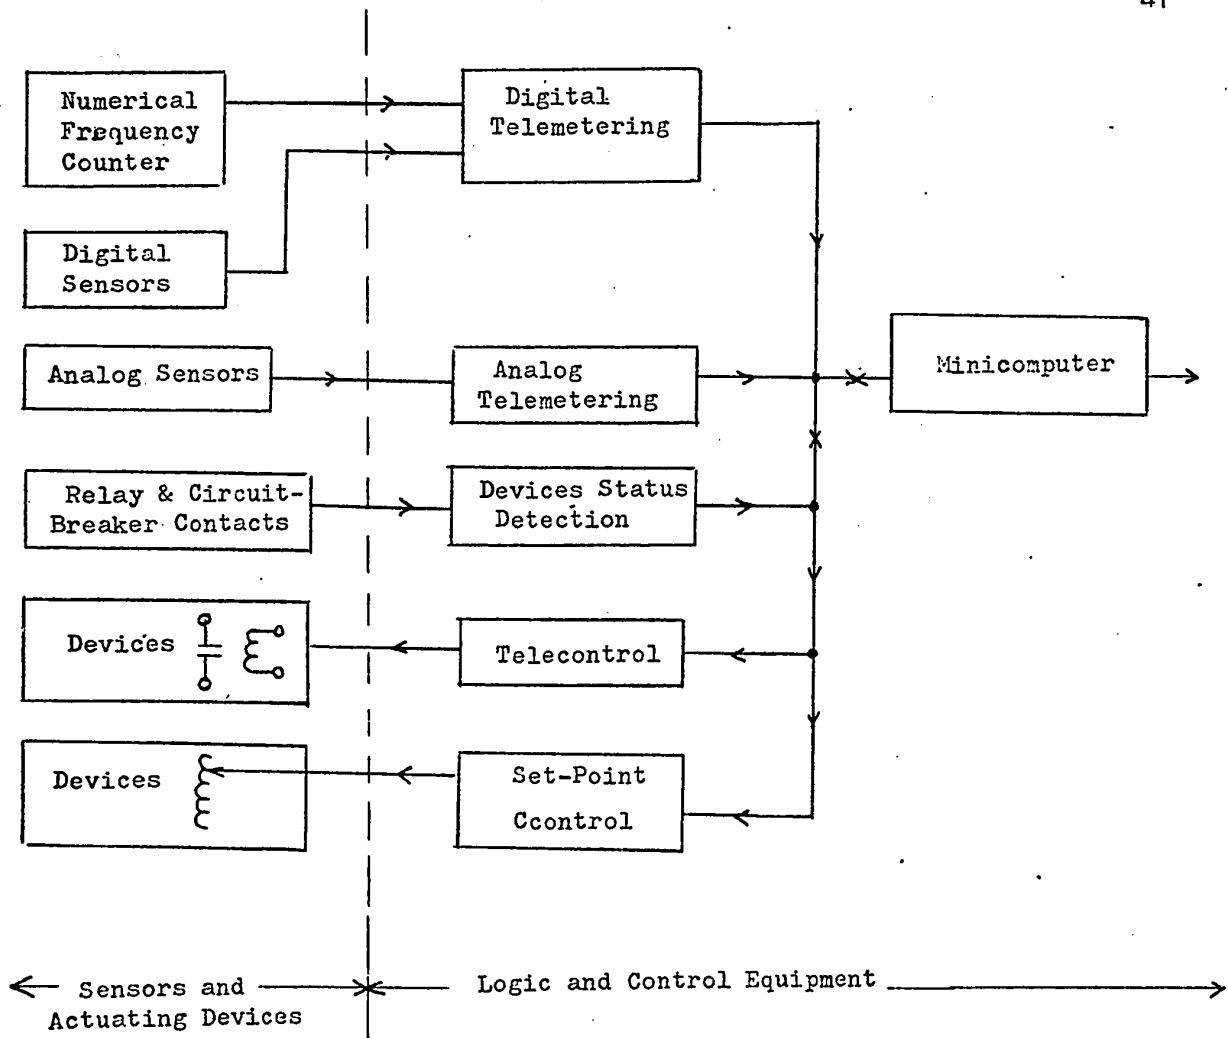 41
Numerical
Frequency
Counter
Digital
Telemetering
Digital
Sensors
Analog Sensors
Analog
Telemetering
Minicomputer
Relay & Circuit-
Breaker Contacts
Devices Status
Detection
Devices
Telecontrol
Devices
Set-Point
Ccontrol
Sensors and
Actuating Devices
Logic and Control Equipment